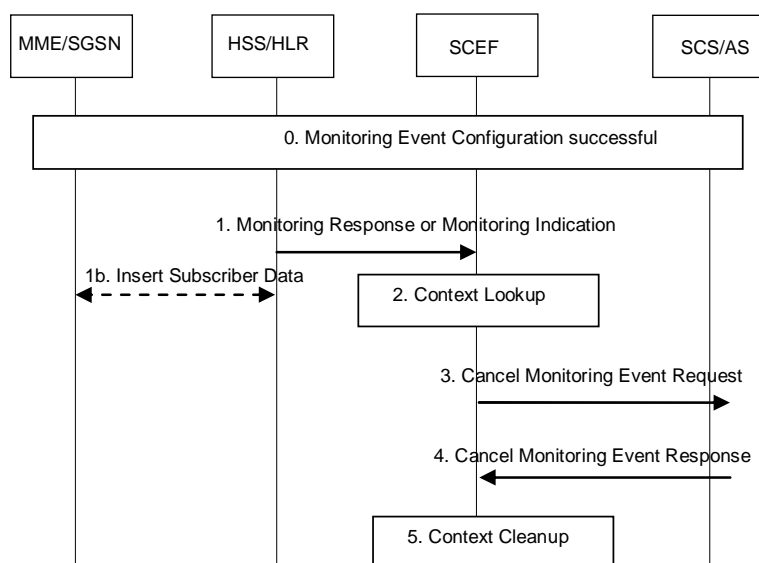 MME/SGSN
HSS/HLR
SCEF
SCS/AS
0. Monitoring Event Configuration successful
1. Monitoring Response or Monitoring Indication
1b. Insert Subscriber Data
2. Context Lookup
3. Cancel Monitoring Event Request
4. Cancel Monitoring Event Response
5. Context Cleanup